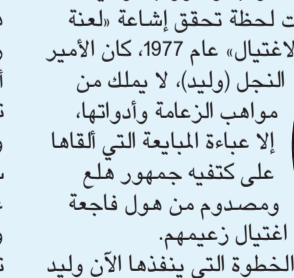 ت لحظة تحقق إشاعة «لعنة
لاغتيال» عام 1977، كان الأمير
النجل (وليد)، لا يملك من
مواهب الزعامة وأدواتها،
إلا عباءة المبايعة التي ألقاها
على كتفيه جمهور هلع
ومصدوم من هول فاجعة
اغتيال زعيمهم.
الخطوة التي ينفذها الآن وليد